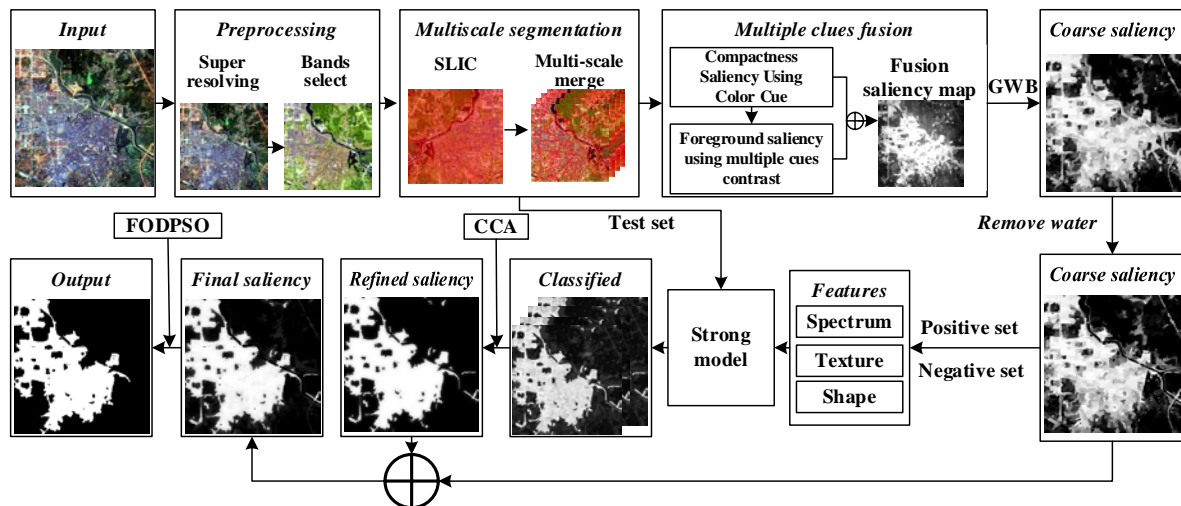 Input
Preprocessing
Super
resolving
Bands
select
Multiscale segmentation
SLIC
Multi-scale
merge
Multiple clues fusion
Compactness
Saliency Using
Color Cue
Foreground saliency
using multiple cues
contrast
Fusion
saliency map
GWB
Coarse saliency
Remove water
FODPSO
CCA
Test set
Output
Final saliency
Refined saliency
Classified
Strong
model
Features
Spectrum
Texture
Shape
Positive set
Negative set
Coarse saliency